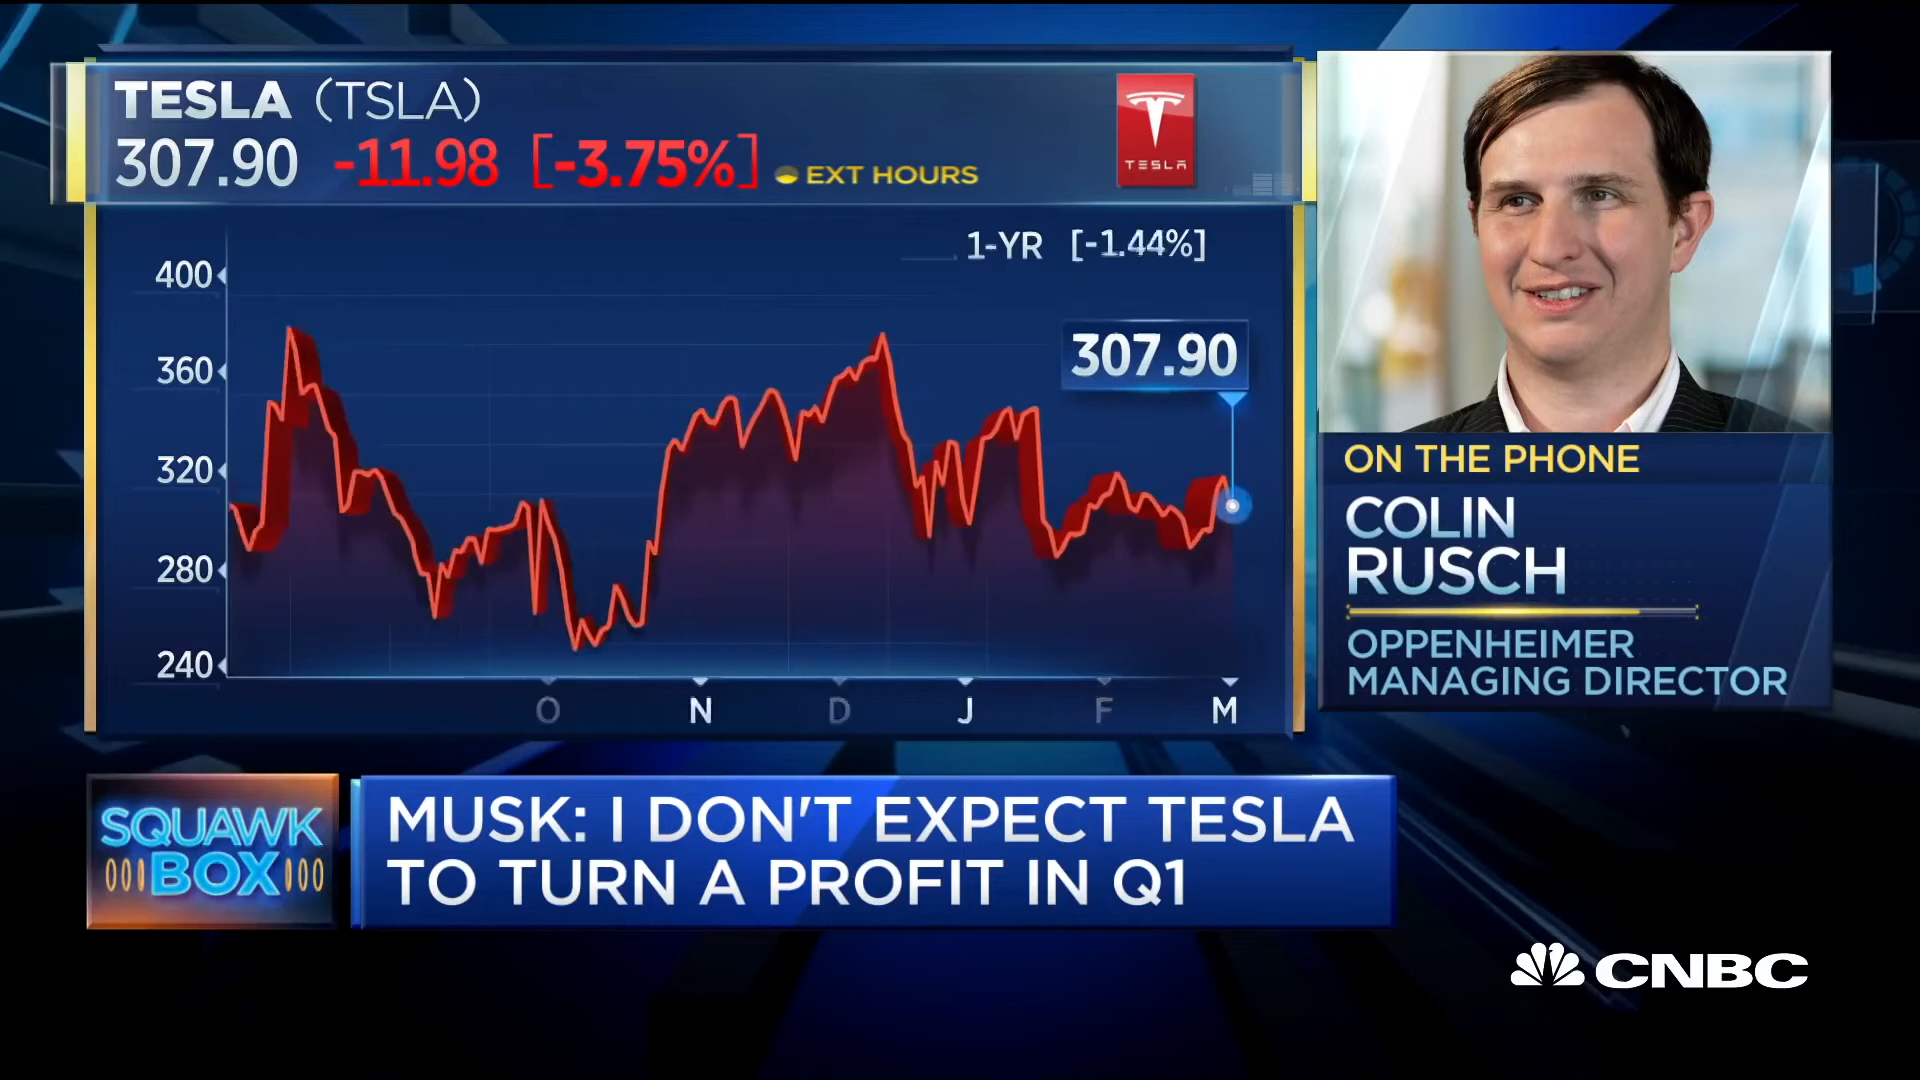 TESLA (TSLA)
307.90 -11.98 [-3.75%] EXT HOURS
TESLA
1-YR [-1.44%]
400
360
320
280
240
307.90
O N D J F M
ON THE PHONE
COLIN
RUSCH
OPPENHEIMER
MANAGING DIRECTOR
SQUAWK
BOX
MUSK: I DON'T EXPECT TESLA
TO TURN A PROFIT IN Q1
CNBC